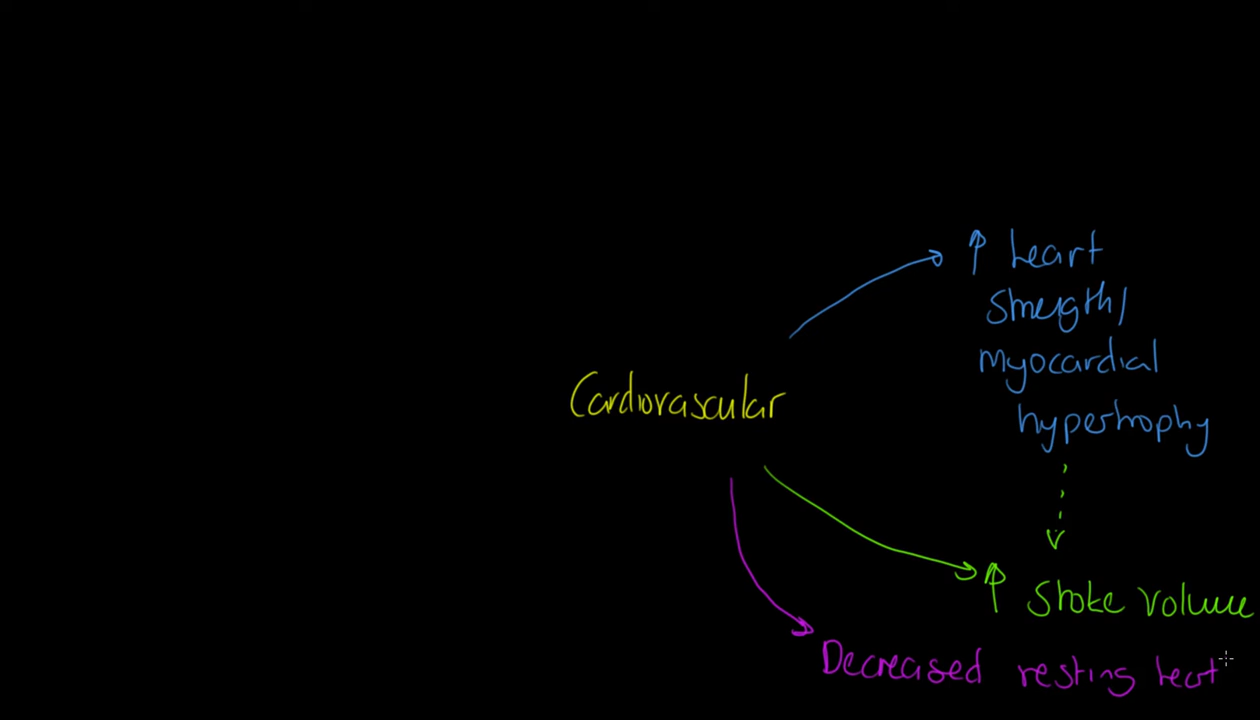 ↑ heart
strength/
myocardial
hypertrophy
Cardiovascular
↑ Stroke volume
Decreased resting heart